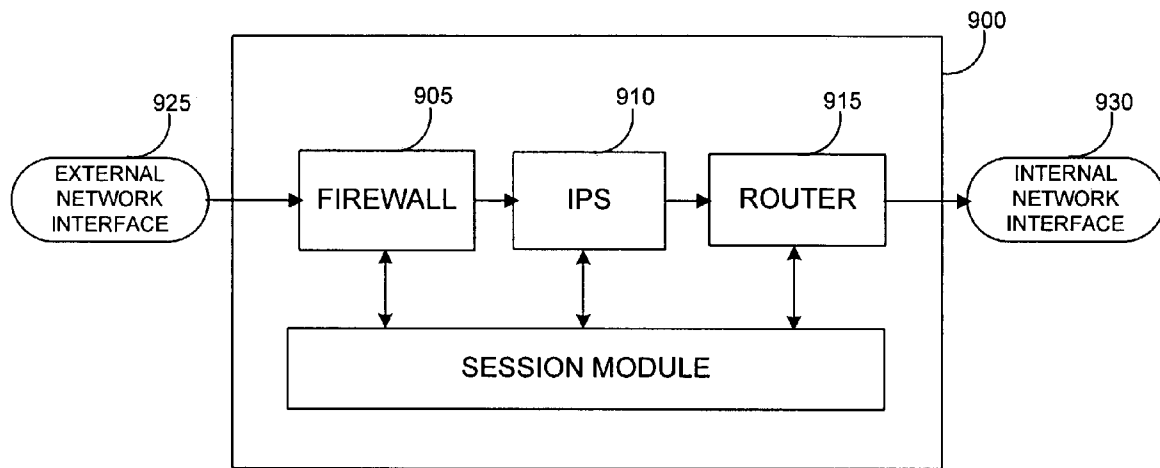 900
925
905
910
915
930
EXTERNAL
NETWORK
INTERFACE
FIREWALL
IPS
ROUTER
INTERNAL
NETWORK
INTERFACE
SESSION MODULE